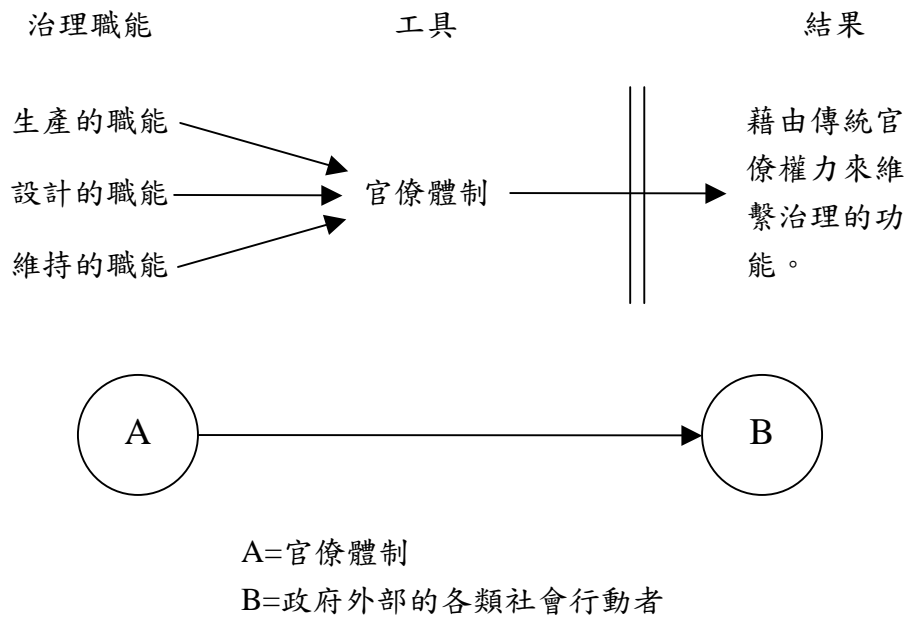 治理職能 工具 結果
生產的職能
設計的職能
維持的職能
官僚體制
藉由傳統官
僚權力來維
繫治理的功
能。
A
B
A=官僚體制
B=政府外部的各類社會行動者